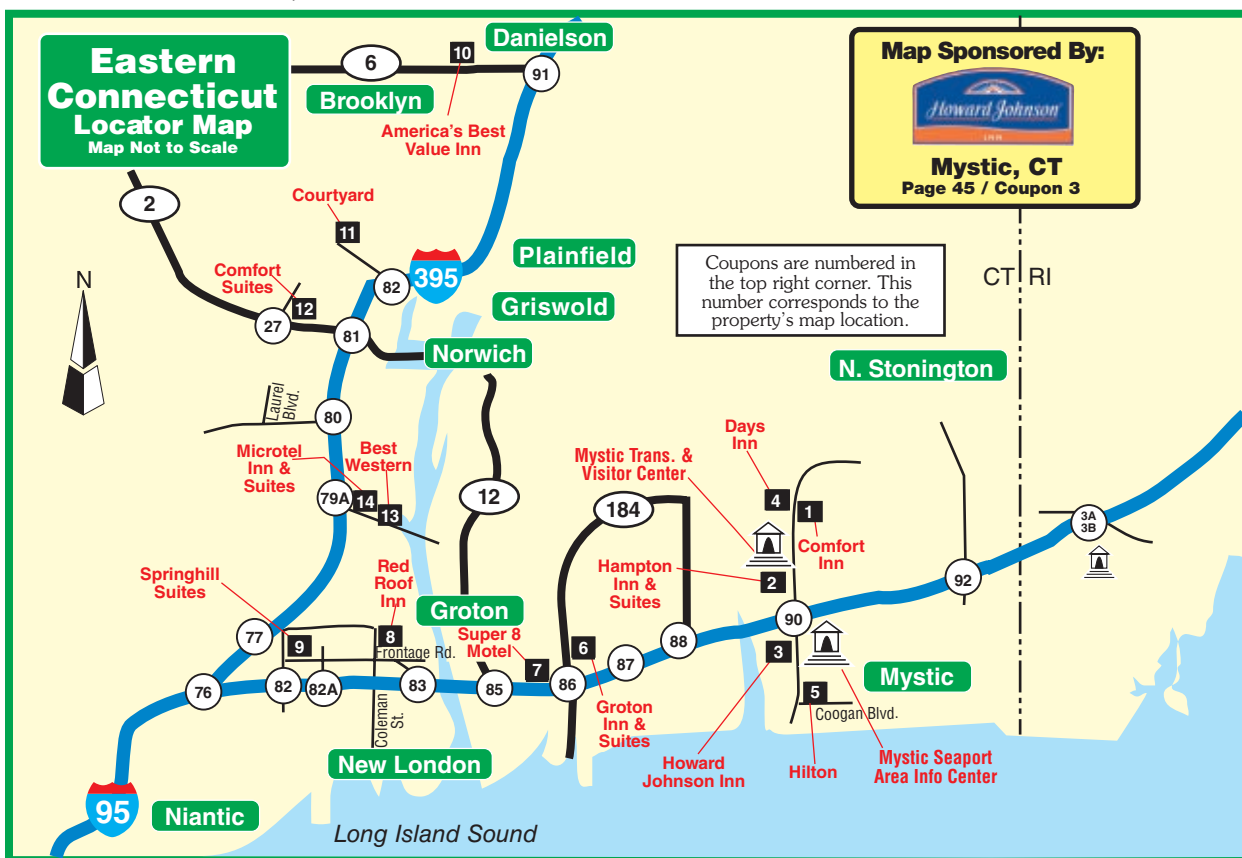 Eastern
Connecticut
Locator Map
Map Not to Scale
6
10
Danielson
91
Brooklyn
America's Best
Value Inn
Map Sponsored By:
Howard Johnson
INN
Mystic, CT
Page 45 / Coupon 3
2
Courtyard
11
Plainfield
395
82
Griswold
Coupons are numbered in
the top right corner. This
number corresponds to the
property's map location.
CT
RI
N
Comfort
Suites
12
27
81
Norwich
N. Stonington
Laurel
Blvd.
80
Microtel
Inn &
Suites
Best
Western
79A
14
13
12
Mystic Trans. &
Visitor Center
184
Days
Inn
4
1
Comfort
Inn
3A
3B
Springhill
Suites
Red
Roof
Inn
Groton
Hampton
Inn &
Suites
2
92
77
9
8
Frontage Rd.
Super 8
Motel
7
6
87
88
90
3
Mystic
76
82
82A
83
85
86
5
Coogan Blvd.
Coleman
St.
Groton
Inn &
Suites
New London
Howard
Johnson Inn
Hilton
Mystic Seaport
Area Info Center
95
Niantic
Long Island Sound